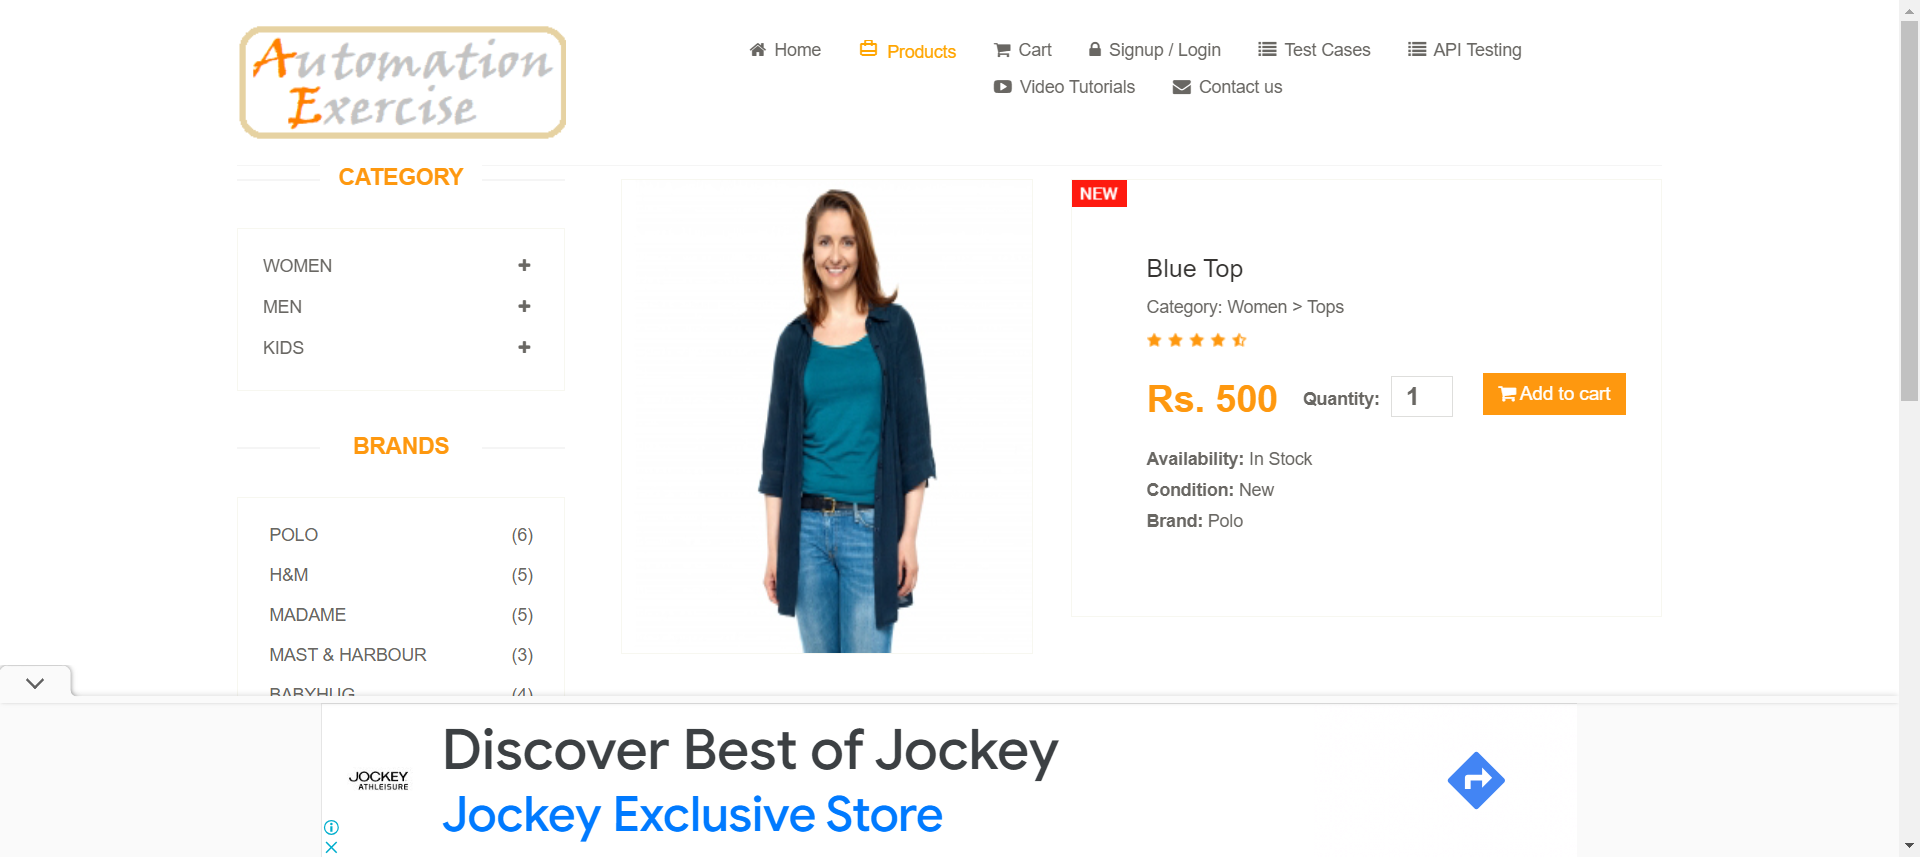 Automation
Exercise
Home
Products
Cart
Signup / Login
Test Cases
API Testing
Video Tutorials
Contact us
CATEGORY
WOMEN
MEN
KIDS
BRANDS
POLO (6)
H&M (5)
MADAME (5)
MAST & HARBOUR (3)
BABYHUG (4)
NEW
Blue Top
Category: Women > Tops
Rs. 500 Quantity: 1 Add to cart
Availability: In Stock
Condition: New
Brand: Polo
JOCKEY
ATHLEISURE
Discover Best of Jockey
Jockey Exclusive Store